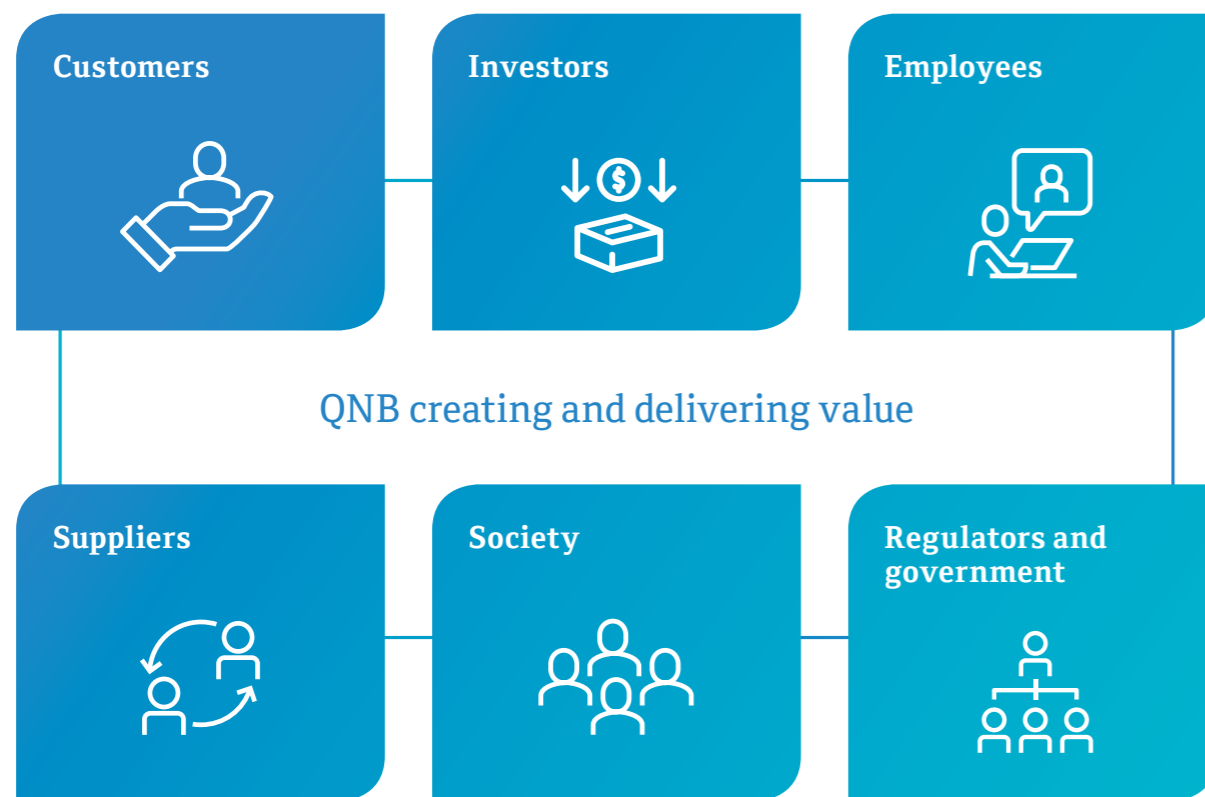 Customers
Investors
Employees
QNB creating and delivering value
Suppliers
Society
Regulators and
government